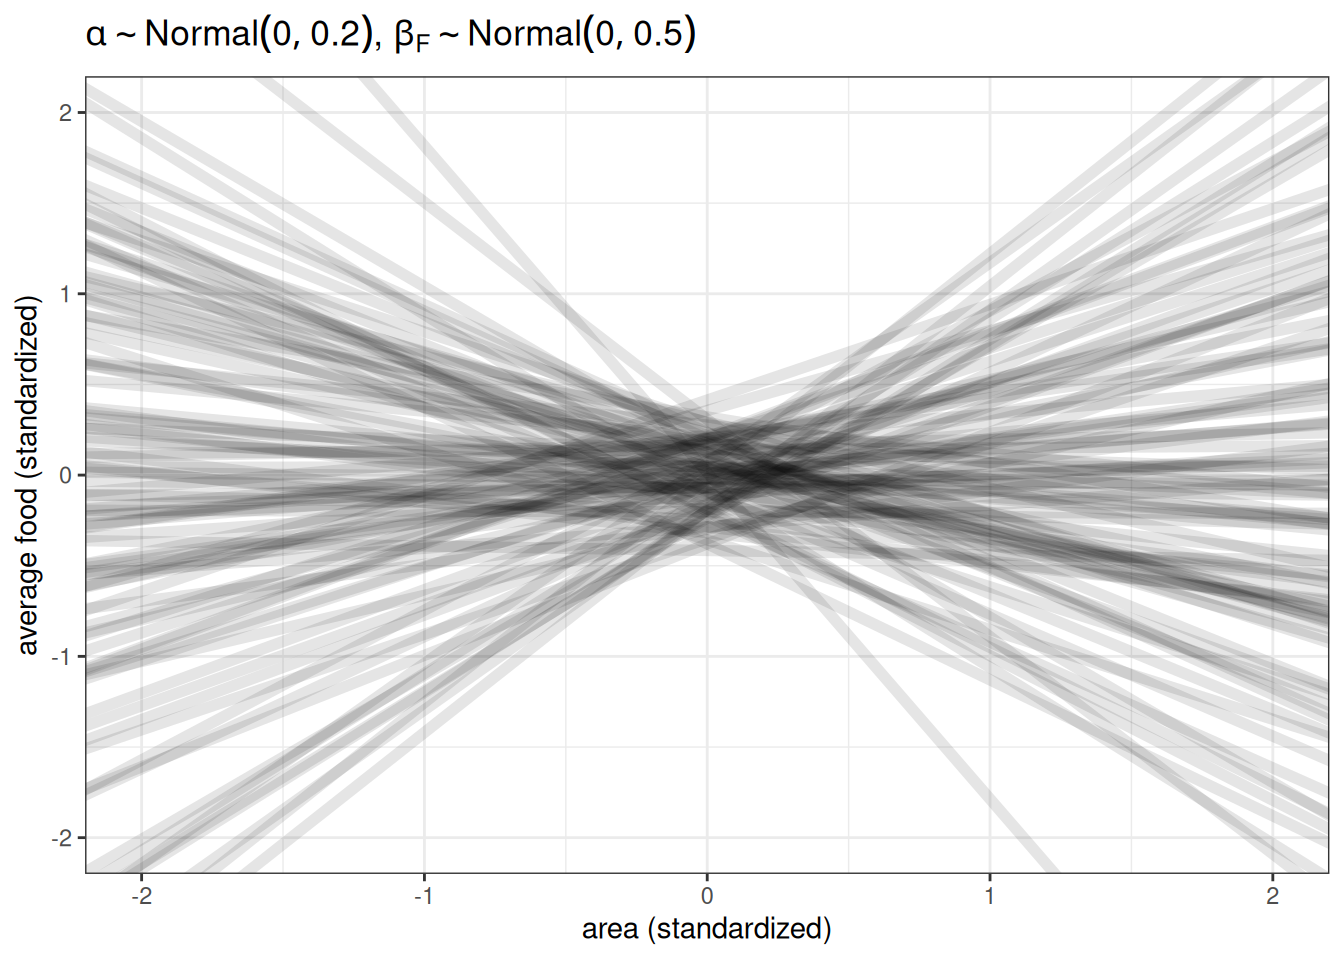 α ~ Normal(0, 0.2), β_F ~ Normal(0, 0.5)
2
1
0
-1
-2
average food (standardized)
-2 -1 0 1 2
area (standardized)